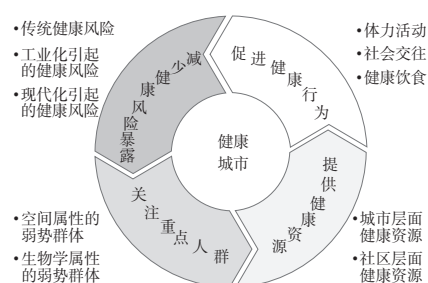 •传统健康风险
•工业化引起
的健康风险
•现代化引起
的健康风险
减少健康风险暴露
促进健康行为
•体力活动
•社会交往
•健康饮食
健康
城市
关注重点人群
提供健康资源
•空间属性的
弱势群体
•生物学属性
的弱势群体
•城市层面
健康资源
•社区层面
健康资源